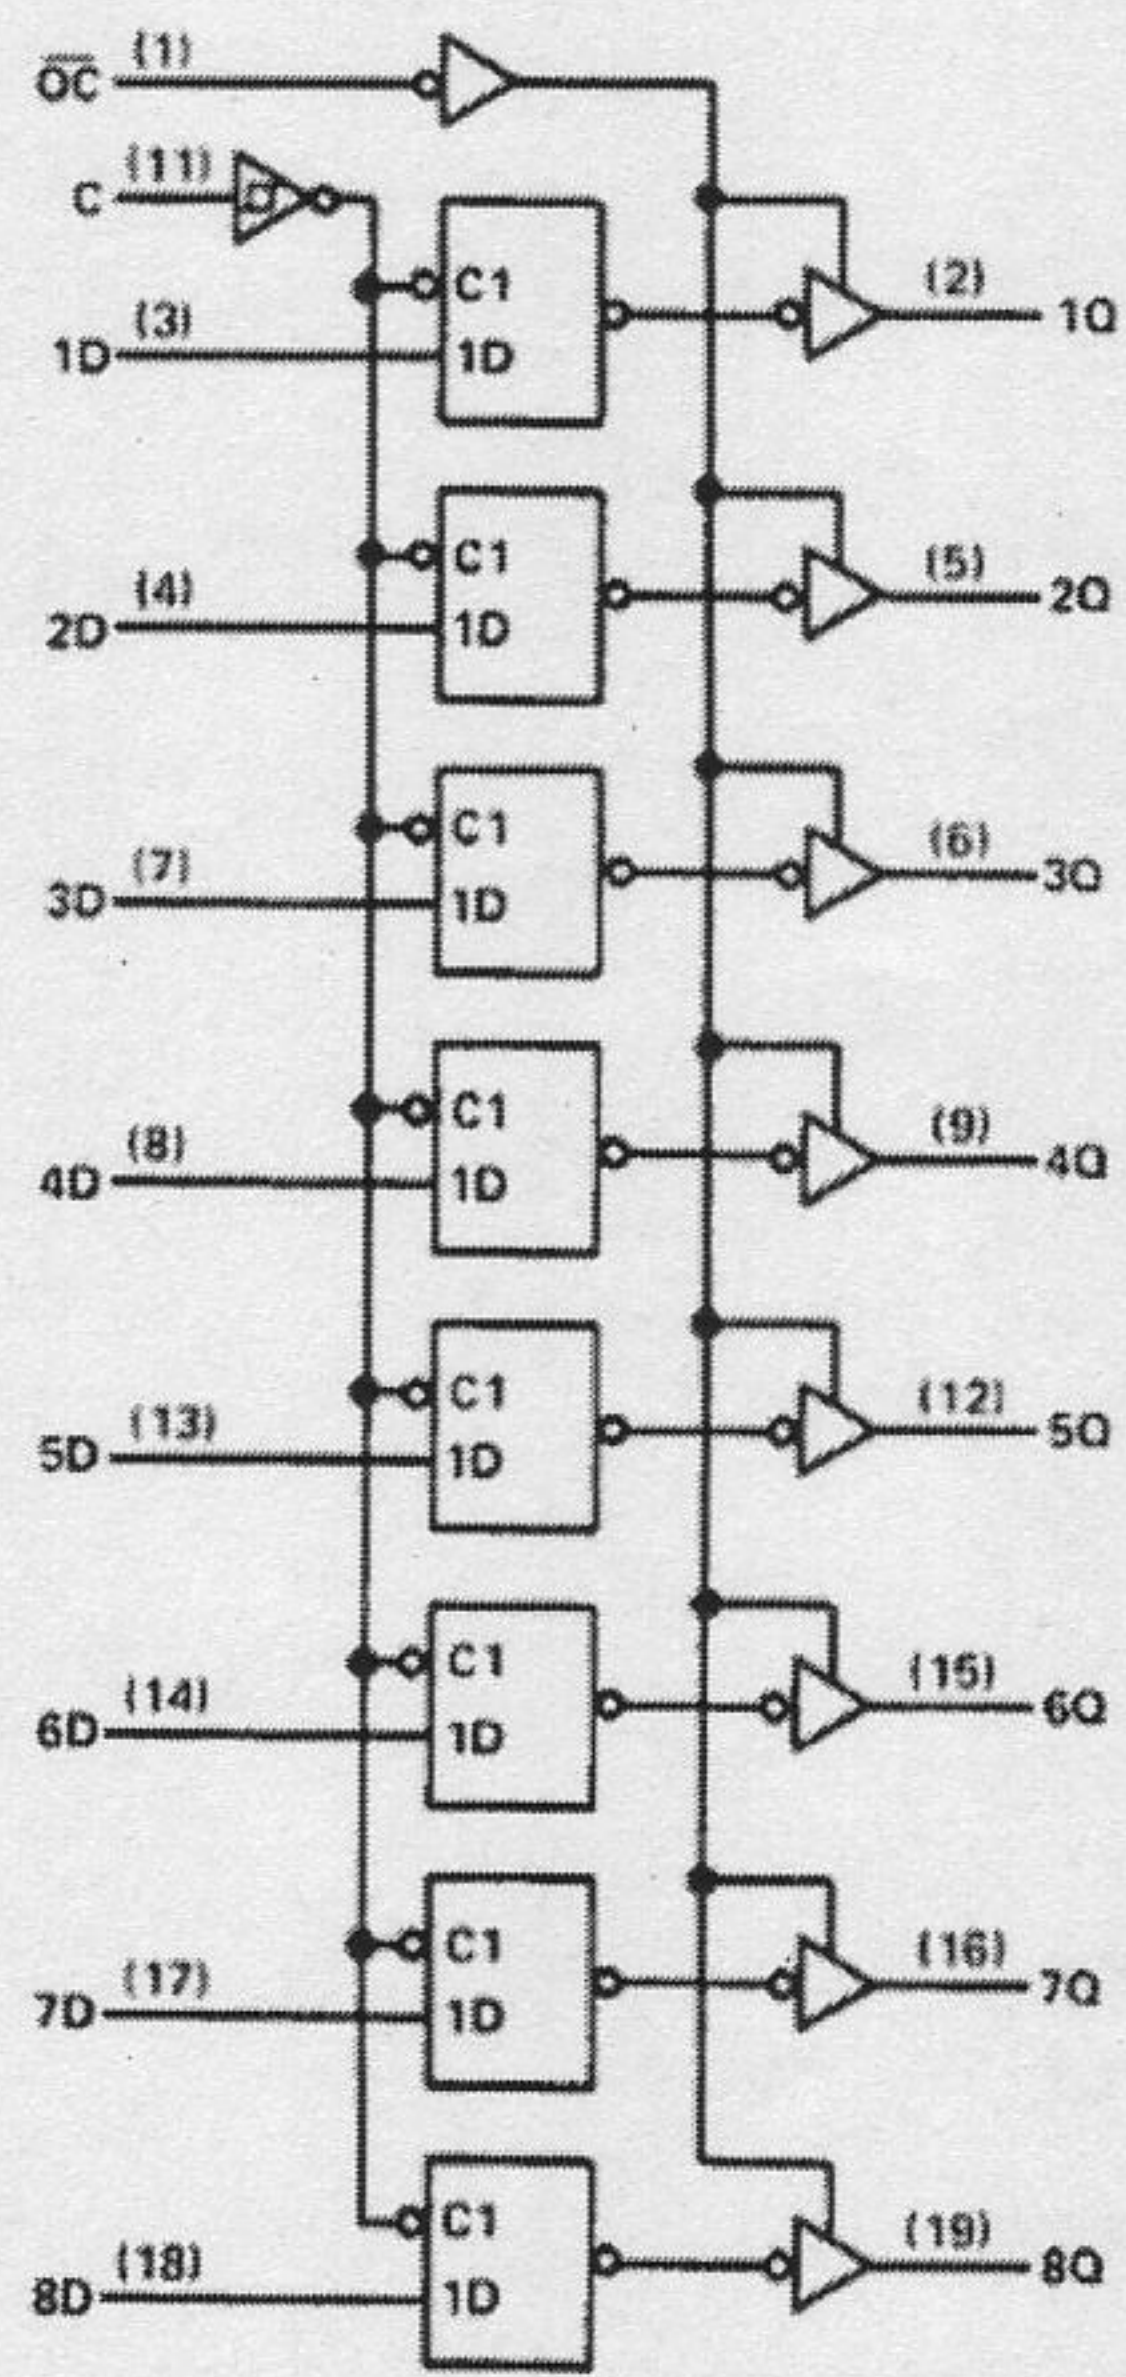 O̅C̅ (1)
C (11)
C1
1D (3) 1D
(2) 1Q
C1
2D (4) 1D
(5) 2Q
C1
3D (7) 1D
(6) 3Q
C1
4D (8) 1D
(9) 4Q
C1
5D (13) 1D
(12) 5Q
C1
6D (14) 1D
(15) 6Q
C1
7D (17) 1D
(16) 7Q
C1
8D (18) 1D
(19) 8Q